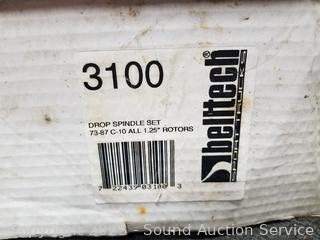 3100
DROP SPINDLE SET
73-87 C-10 ALL 1.25" ROTORS
7 22439 03100 3
belltech®
SPORT TRUCKS
Sound Auction Service